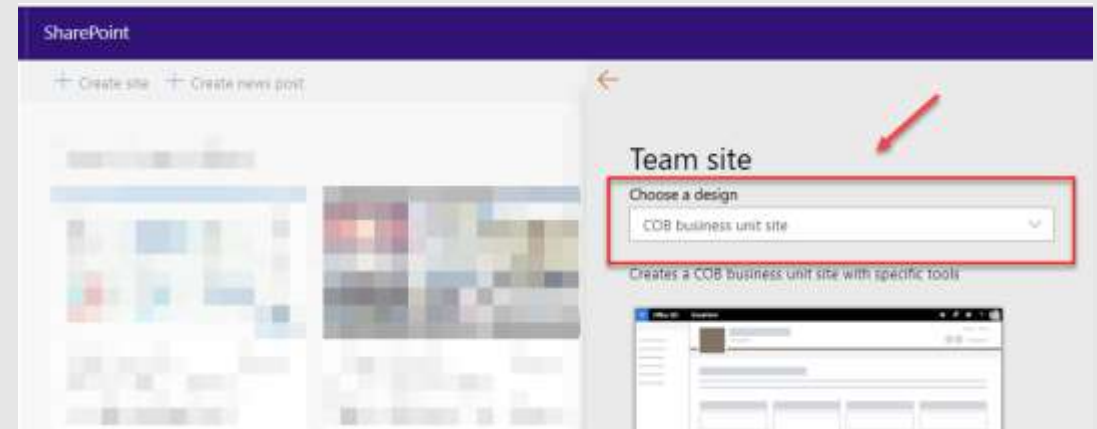 SharePoint
+ Create site + Create news post
Team site
Choose a design
COB business unit site
Creates a COB business unit site with specific tools